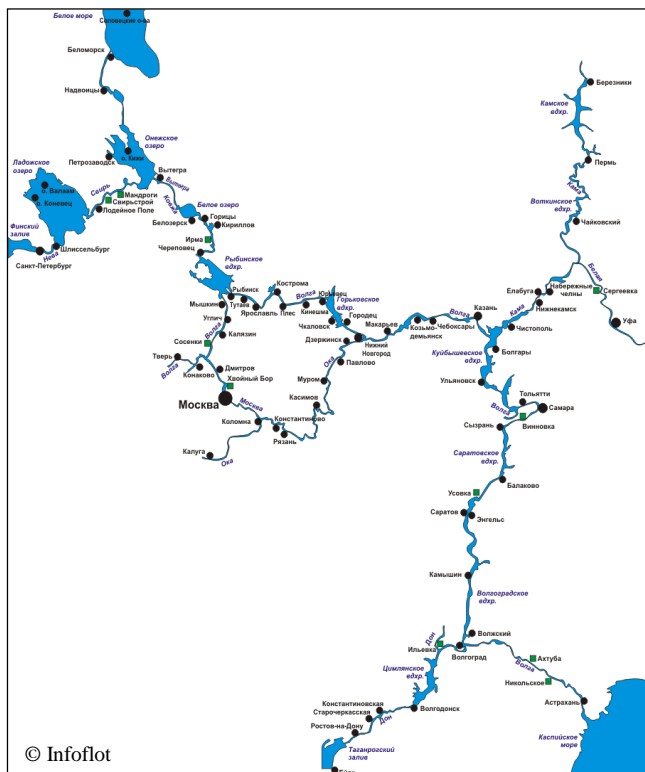 Соловецкие о-ва
Белое море
Беломорск
Надвоицы
Березники
Камское
вдхр.
Онежское
озеро
о. Кижи
Петрозаводск
Пермь
Ладожское
озеро
Вытегра
Вытегра
Кама
о. Валаам
Свирь
Мандроги
Свирьстрой
о. Коневец
Ковжа
Воткинское
вдхр.
Лодейное Поле
Белое озеро
Горицы
Белозерск
Кириллов
Чайковский
Финский
залив
Ирма
Шлиссельбург
Нева
Череповец
Санкт-Петербург
Рыбинское
вдхр.
Белая
Кострома
Юрьевец
Елабуга
Набережные
челны
Сергеевка
Рыбинск
Волга
Горьковское
вдхр.
Мышкин
Тутаев
Кинешма
Нижнекамск
Ярославль
Плес
Казань
Кама
Городец
Волга
Углич
Чкаловск
Макарьев
Уфа
Волга
Козьмо-
демьянск
Чебоксары
Чистополь
Калязин
Дзержинск
Сосенки
Нижний
Новгород
Куйбышевское
вдхр.
Болгары
Тверь
Ока
Павлово
Волга
Дмитров
Конаково
Хвойный Бор
Муром
Ульяновск
Тольятти
Москва
Москва
Касимов
Самара
Волга
Коломна
Константиново
Сызрань
Винновка
Рязань
Калуга
Ока
Саратовское
вдхр.
Балаково
Усовка
Саратов
Энгельс
Камышин
Волгоградское
вдхр.
Дон
Волжский
Ильевка
Волгоград
Ахтуба
Волга
Цимлянское
вдхр.
Никольское
Константиновская
Астрахань
Старочеркасская
Волгодонск
Дон
Ростов-на-Дону
Каспийское
море
Таганрогский
залив
© Infoflot